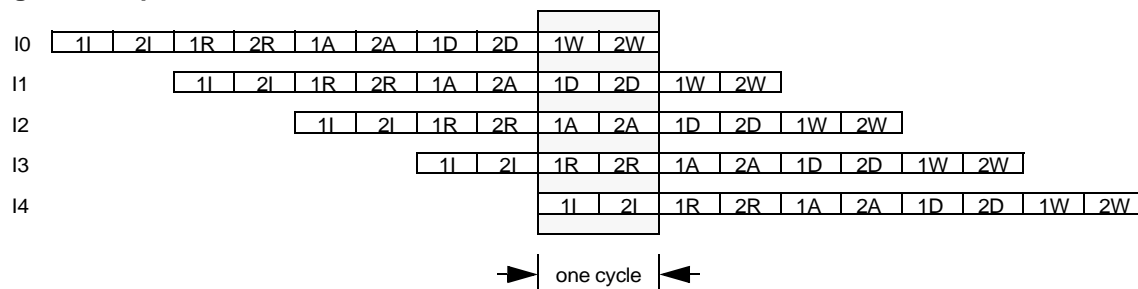 I0 1I 2I 1R 2R 1A 2A 1D 2D 1W 2W
I1 1I 2I 1R 2R 1A 2A 1D 2D 1W 2W
I2 1I 2I 1R 2R 1A 2A 1D 2D 1W 2W
I3 1I 2I 1R 2R 1A 2A 1D 2D 1W 2W
I4 1I 2I 1R 2R 1A 2A 1D 2D 1W 2W
one cycle